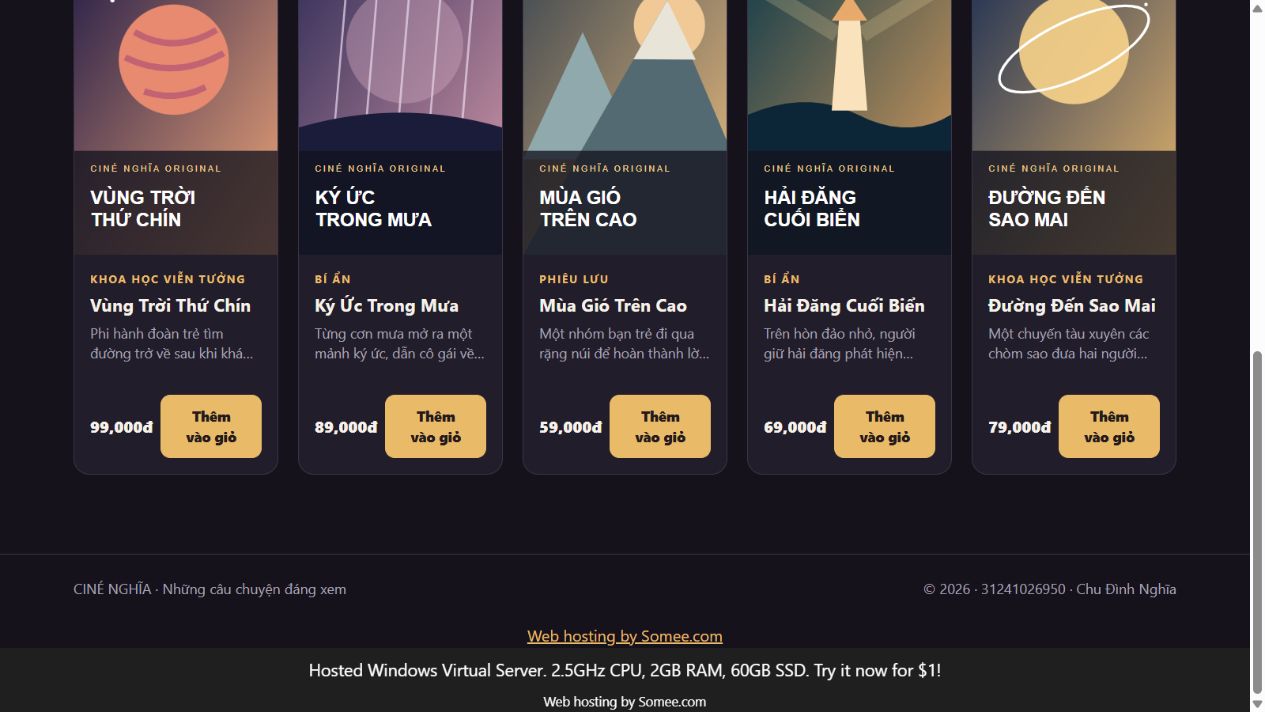 CINÉ NGHĨA ORIGINAL
VÙNG TRỜI
THỨ CHÍN
KHOA HỌC VIỄN TƯỞNG
Vùng Trời Thứ Chín
Phi hành đoàn trẻ tìm
đường trở về sau khi khá...
99,000đ
Thêm
vào giỏ
CINÉ NGHĨA ORIGINAL
KÝ ỨC
TRONG MƯA
BÍ ẨN
Ký Ức Trong Mưa
Từng cơn mưa mở ra một
mảnh ký ức, dẫn cô gái về...
89,000đ
Thêm
vào giỏ
CINÉ NGHĨA ORIGINAL
MÙA GIÓ
TRÊN CAO
PHIÊU LƯU
Mùa Gió Trên Cao
Một nhóm bạn trẻ đi qua
rặng núi để hoàn thành lờ...
59,000đ
Thêm
vào giỏ
CINÉ NGHĨA ORIGINAL
HẢI ĐĂNG
CUỐI BIỂN
BÍ ẨN
Hải Đăng Cuối Biển
Trên hòn đảo nhỏ, người
giữ hải đăng phát hiện...
69,000đ
Thêm
vào giỏ
CINÉ NGHĨA ORIGINAL
ĐƯỜNG ĐẾN
SAO MAI
KHOA HỌC VIỄN TƯỞNG
Đường Đến Sao Mai
Một chuyến tàu xuyên các
chòm sao đưa hai người...
79,000đ
Thêm
vào giỏ
CINÉ NGHĨA · Những câu chuyện đáng xem
© 2026 · 31241026950 · Chu Đình Nghĩa
Web hosting by Somee.com
Hosted Windows Virtual Server. 2.5GHz CPU, 2GB RAM, 60GB SSD. Try it now for $1!
Web hosting by Somee.com